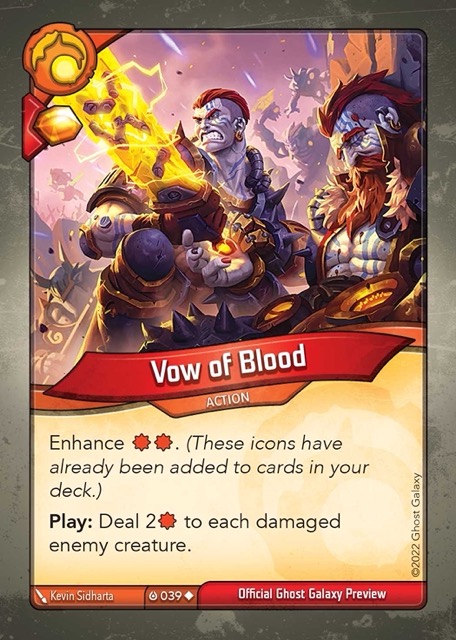 Vow of Blood
ACTION
Enhance . (These icons have
already been added to cards in your
deck.)
Play: Deal 2 to each damaged
enemy creature.
©2022 Ghost Galaxy
Kevin Sidharta
039
Official Ghost Galaxy Preview